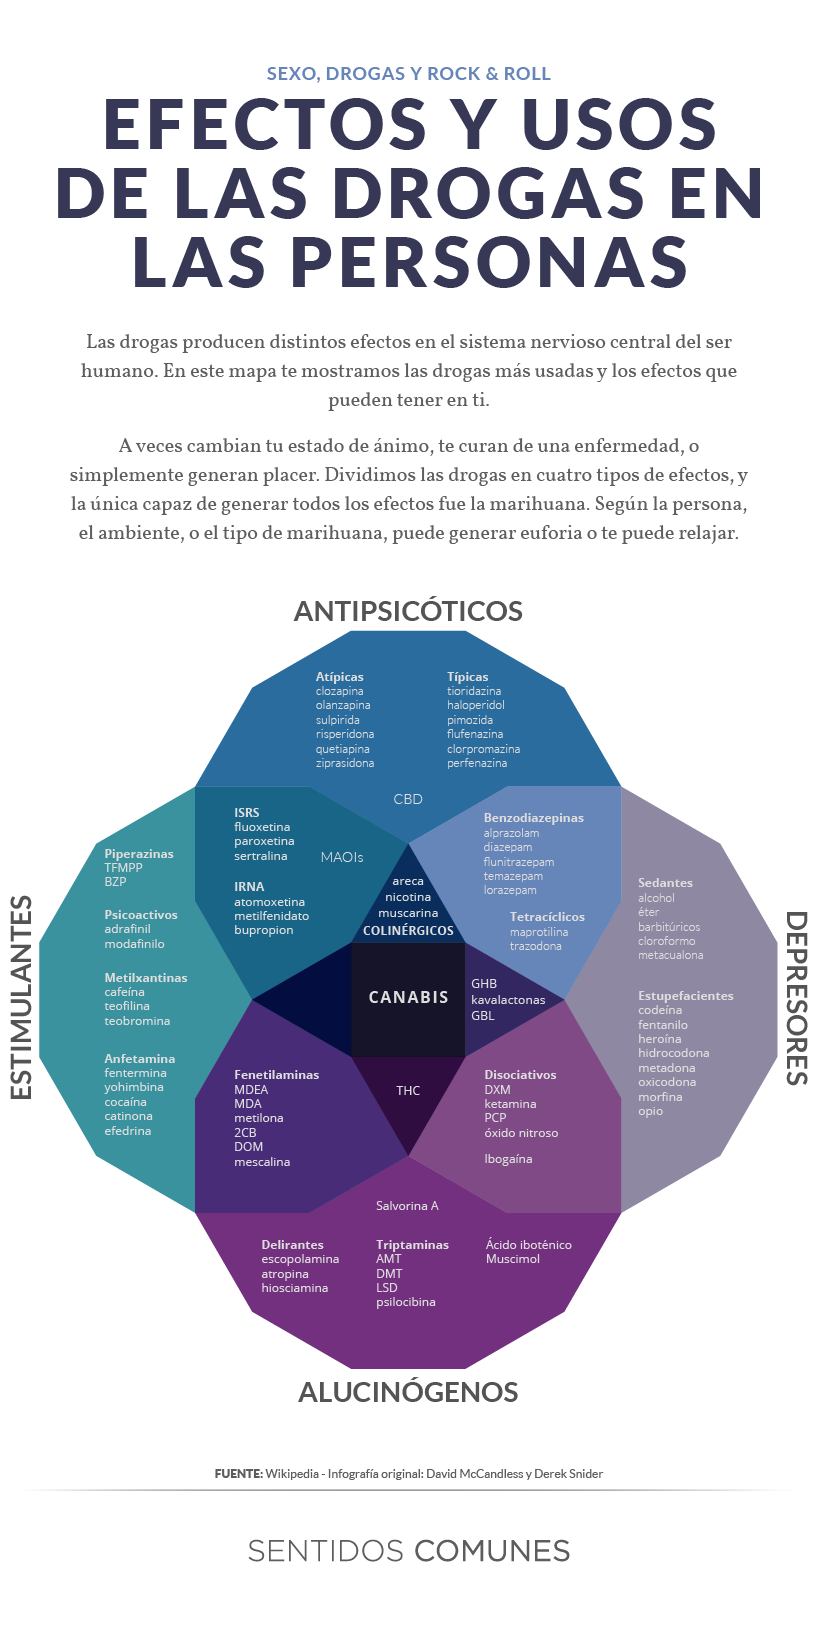 SEXO, DROGAS Y ROCK & ROLL
EFECTOS Y USOS
DE LAS DROGAS EN
LAS PERSONAS
Las drogas producen distintos efectos en el sistema nervioso central del ser
humano. En este mapa te mostramos las drogas más usadas y los efectos que
pueden tener en ti.
A veces cambian tu estado de ánimo, te curan de una enfermedad, o
simplemente generan placer. Dividimos las drogas en cuatro tipos de efectos, y
la única capaz de generar todos los efectos fue la marihuana. Según la persona,
el ambiente, o el tipo de marihuana, puede generar euforia o te puede relajar.
ANTIPSICÓTICOS
Atípicas
clozapina
olanzapina
sulpirida
risperidona
quetiapina
ziprasidona
Típicas
tioridazina
haloperidol
pimozida
flufenazina
clorpromazina
perfenazina
CBD
ISRS
fluoxetina
paroxetina
sertralina
MAOIs
IRNA
atomoxetina
metilfenidato
bupropion
areca
nicotina
muscarina
COLINÉRGICOS
Benzodiazepinas
alprazolam
diazepam
flunitrazepam
temazepam
lorazepam
Tetracíclicos
maprotilina
trazodona
ESTIMULANTES
Piperazinas
TFMPP
BZP
Psicoactivos
adrafinil
modafinilo
Metilxantinas
cafeína
teofilina
teobromina
Anfetamina
fentermina
yohimbina
cocaína
catinona
efedrina
CANABIS
GHB
kavalactonas
GBL
DEPRESORES
Sedantes
alcohol
éter
barbitúricos
cloroformo
metacualona
Estupefacientes
codeína
fentanilo
heroína
hidrocodona
metadona
oxicodona
morfina
opio
Fenetilaminas
MDEA
MDA
metilona
2CB
DOM
mescalina
THC
Disociativos
DXM
ketamina
PCP
óxido nitroso
Ibogaína
Salvorina A
Delirantes
escopolamina
atropina
hiosciamina
Triptaminas
AMT
DMT
LSD
psilocibina
Ácido iboténico
Muscimol
ALUCINÓGENOS
FUENTE: Wikipedia - Infografía original: David McCandless y Derek Snider
SENTIDOS COMUNES